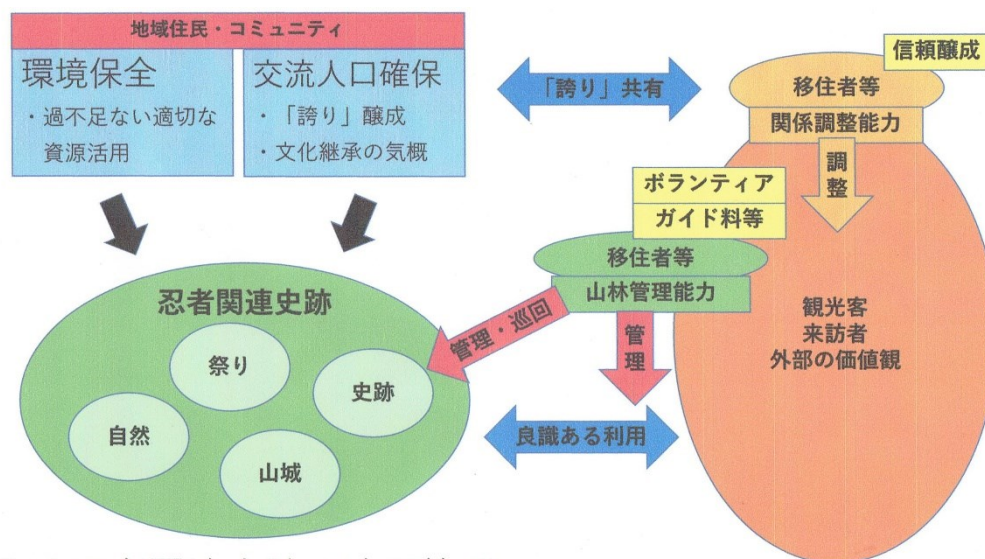 地域住民・コミュニティ
環境保全
・過不足ない適切な
資源活用
交流人口確保
・「誇り」醸成
・文化継承の気概
「誇り」共有
信頼醸成
移住者等
関係調整能力
調整
ボランティア
ガイド料等
移住者等
山林管理能力
管理・巡回
管理
観光客
来訪者
外部の価値観
忍者関連史跡
祭り
史跡
自然
山城
良識ある利用